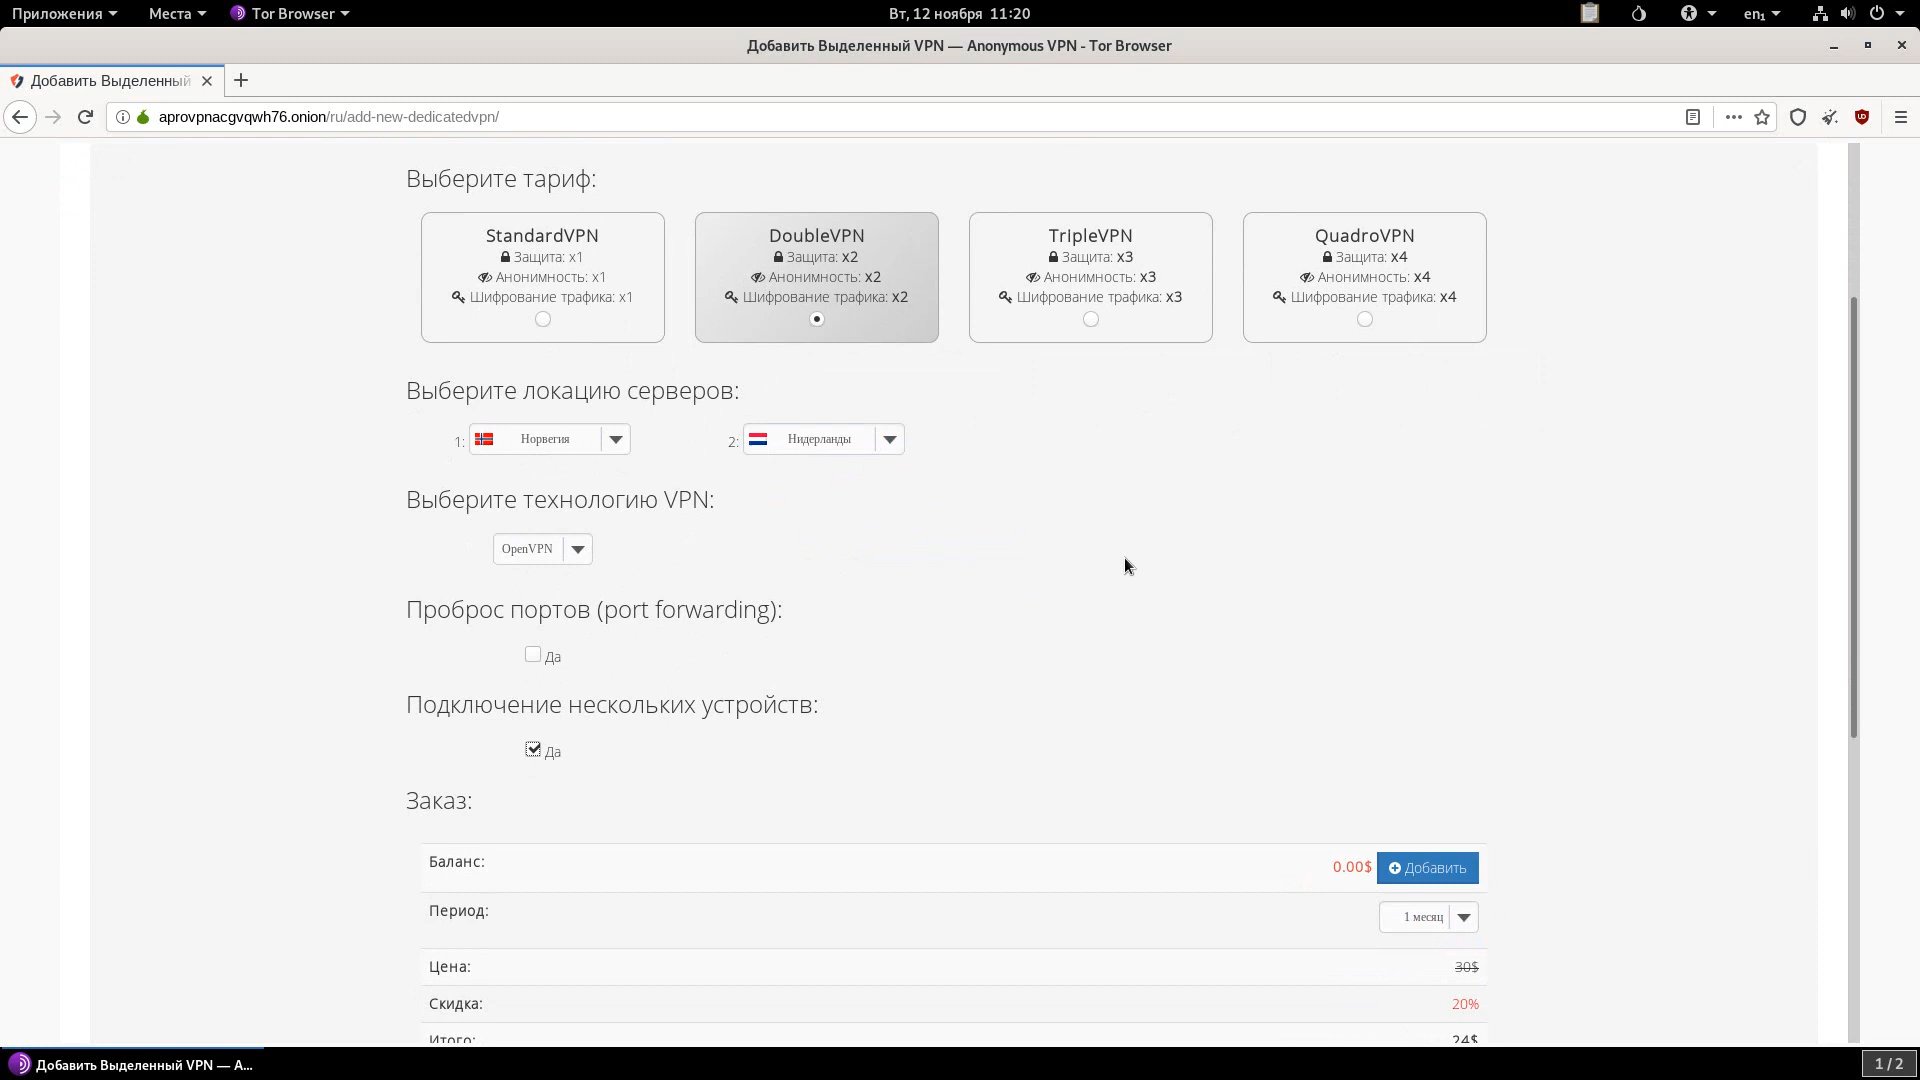 Приложения Места Tor Browser Вт, 12 ноября 11:20 en₁
Добавить Выделенный VPN — Anonymous VPN - Tor Browser
Добавить Выделенный
aprovpnacgvqwh76.onion/ru/add-new-dedicatedvpn/
Выберите тариф:
StandardVPN
Защита: x1
Анонимность: x1
Шифрование трафика: x1
DoubleVPN
Защита: x2
Анонимность: x2
Шифрование трафика: x2
TripleVPN
Защита: x3
Анонимность: x3
Шифрование трафика: x3
QuadroVPN
Защита: x4
Анонимность: x4
Шифрование трафика: x4
Выберите локацию серверов:
1: Норвегия 2: Нидерланды
Выберите технологию VPN:
OpenVPN
Проброс портов (port forwarding):
Да
Подключение нескольких устройств:
Да
Заказ:
Баланс: 0.00$ Добавить
Период: 1 месяц
Цена: 30$
Скидка: 20%
Итого: 24$
Добавить Выделенный VPN — A... 1 / 2